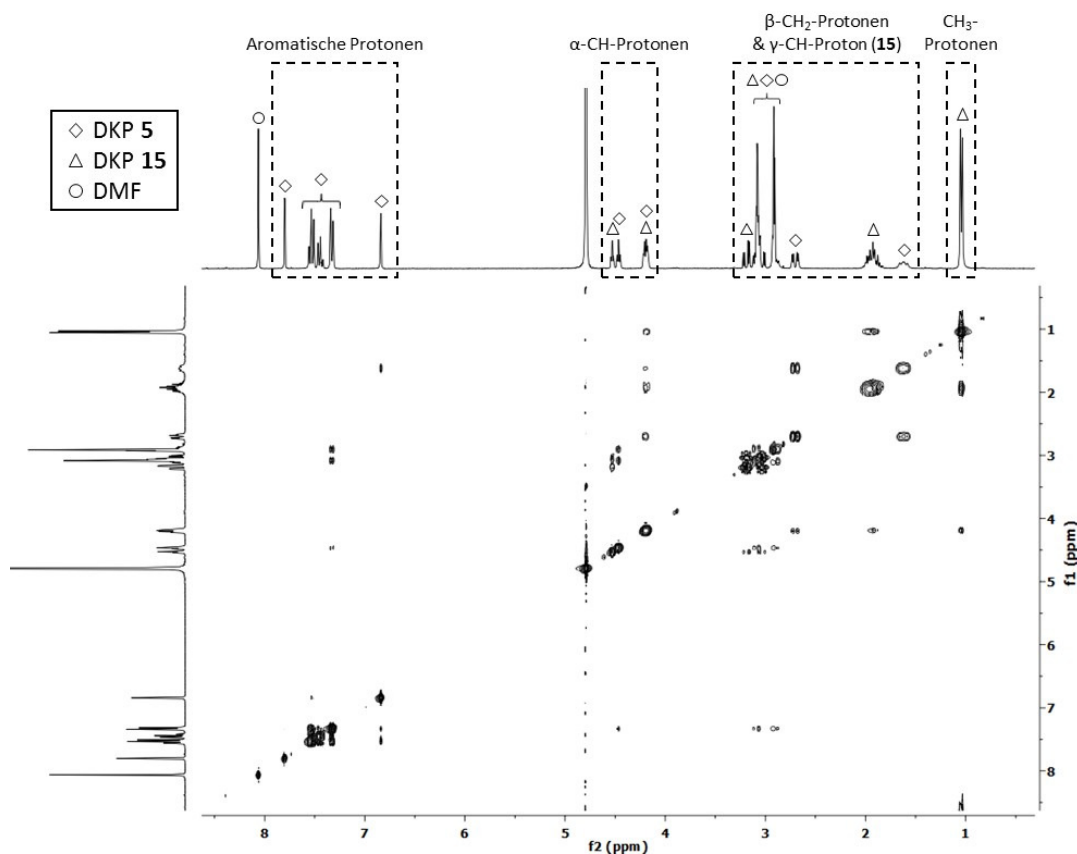 Aromatische Protonen
α-CH-Protonen
β-CH₂-Protonen
& γ-CH-Proton (15)
CH₃-
Protonen
◇ DKP 5
△ DKP 15
○ DMF
1
2
3
4
5
6
7
8
f1 (ppm)
8 7 6 5 4 3 2 1
f2 (ppm)